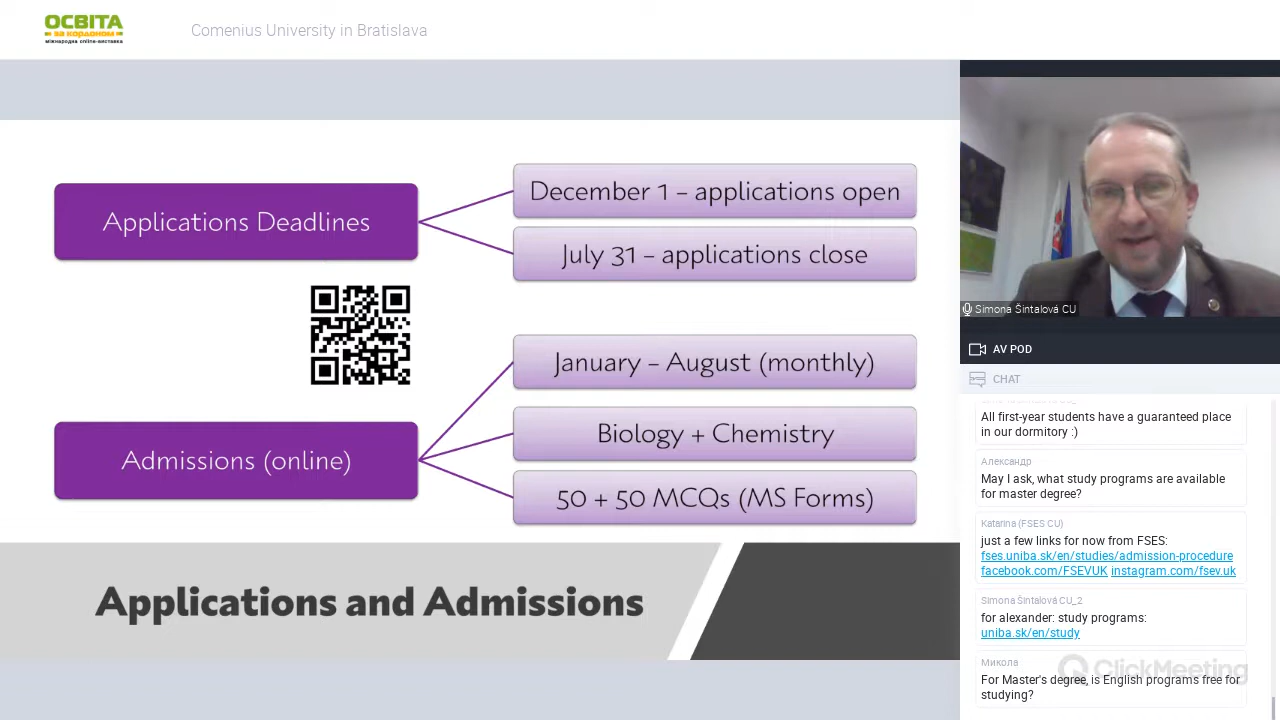 ОСВІТА
за кордоном
міжнародна online-виставка
Comenius University in Bratislava
Applications Deadlines
December 1 – applications open
July 31 – applications close
Admissions (online)
January – August (monthly)
Biology + Chemistry
50 + 50 MCQs (MS Forms)
Applications and Admissions
Simona Šintalová CU
AV POD
CHAT
All first-year students have a guaranteed place
in our dormitory :)
Александр
May I ask, what study programs are available
for master degree?
Katarina (FSES CU)
just a few links for now from FSES:
fses.uniba.sk/en/studies/admission-procedure
facebook.com/FSEVUK instagram.com/fsev.uk
Simona Šintalová CU_2
for alexander: study programs:
uniba.sk/en/study
Микола
For Master's degree, is English programs free for
studying?
ClickMeeting